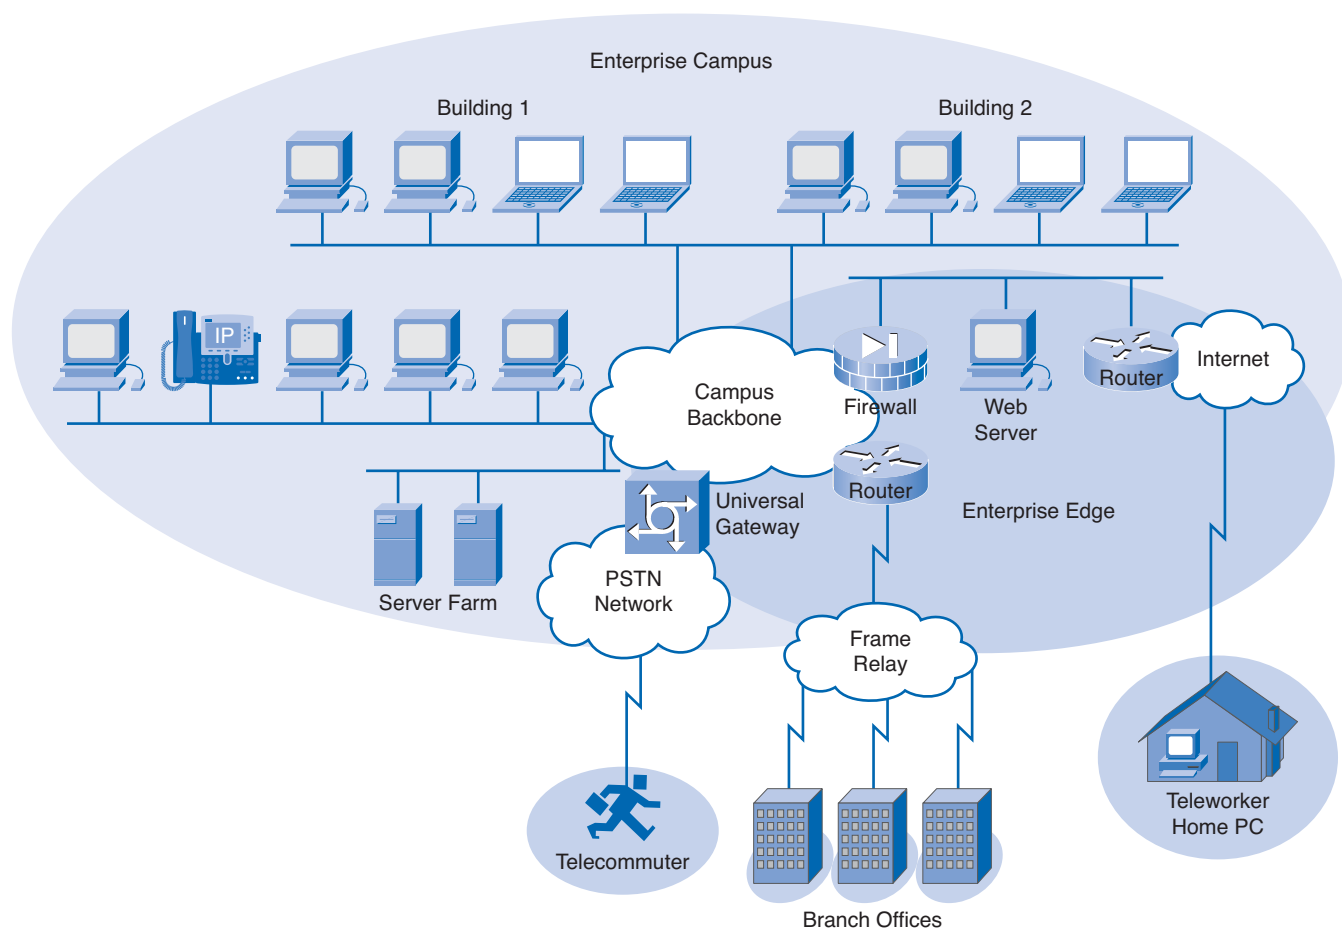 Enterprise Campus
Building 1
Building 2
IP
Campus
Backbone
Firewall
Web
Server
Router
Internet
Router
Universal
Gateway
Enterprise Edge
Server Farm
PSTN
Network
Frame
Relay
Telecommuter
Teleworker
Home PC
Branch Offices